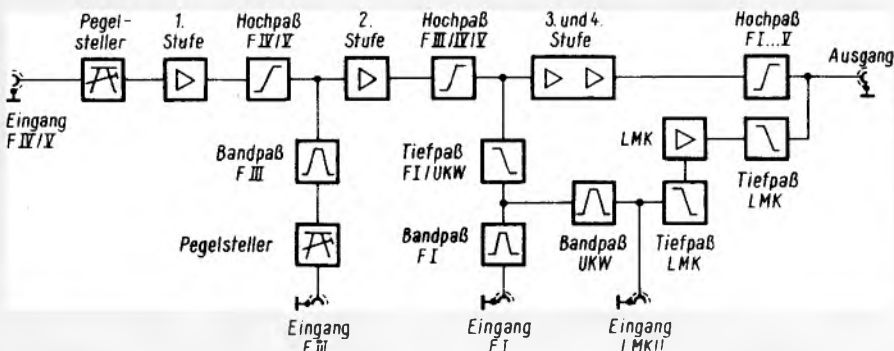 Pegel-
steller
1.
Stufe
Hochpaß
F IV/V
2.
Stufe
Hochpaß
F III/IV/V
3. und 4.
Stufe
Hochpaß
F I...V
Ausgang
Eingang
F IV/V
Bandpaß
F III
Tiefpaß
F I/UKW
LMK
Tiefpaß
LMK
Pegelsteller
Bandpaß
F I
Bandpaß
UKW
Tiefpaß
LMK
Eingang
F III
Eingang
F I
Eingang
LMKU